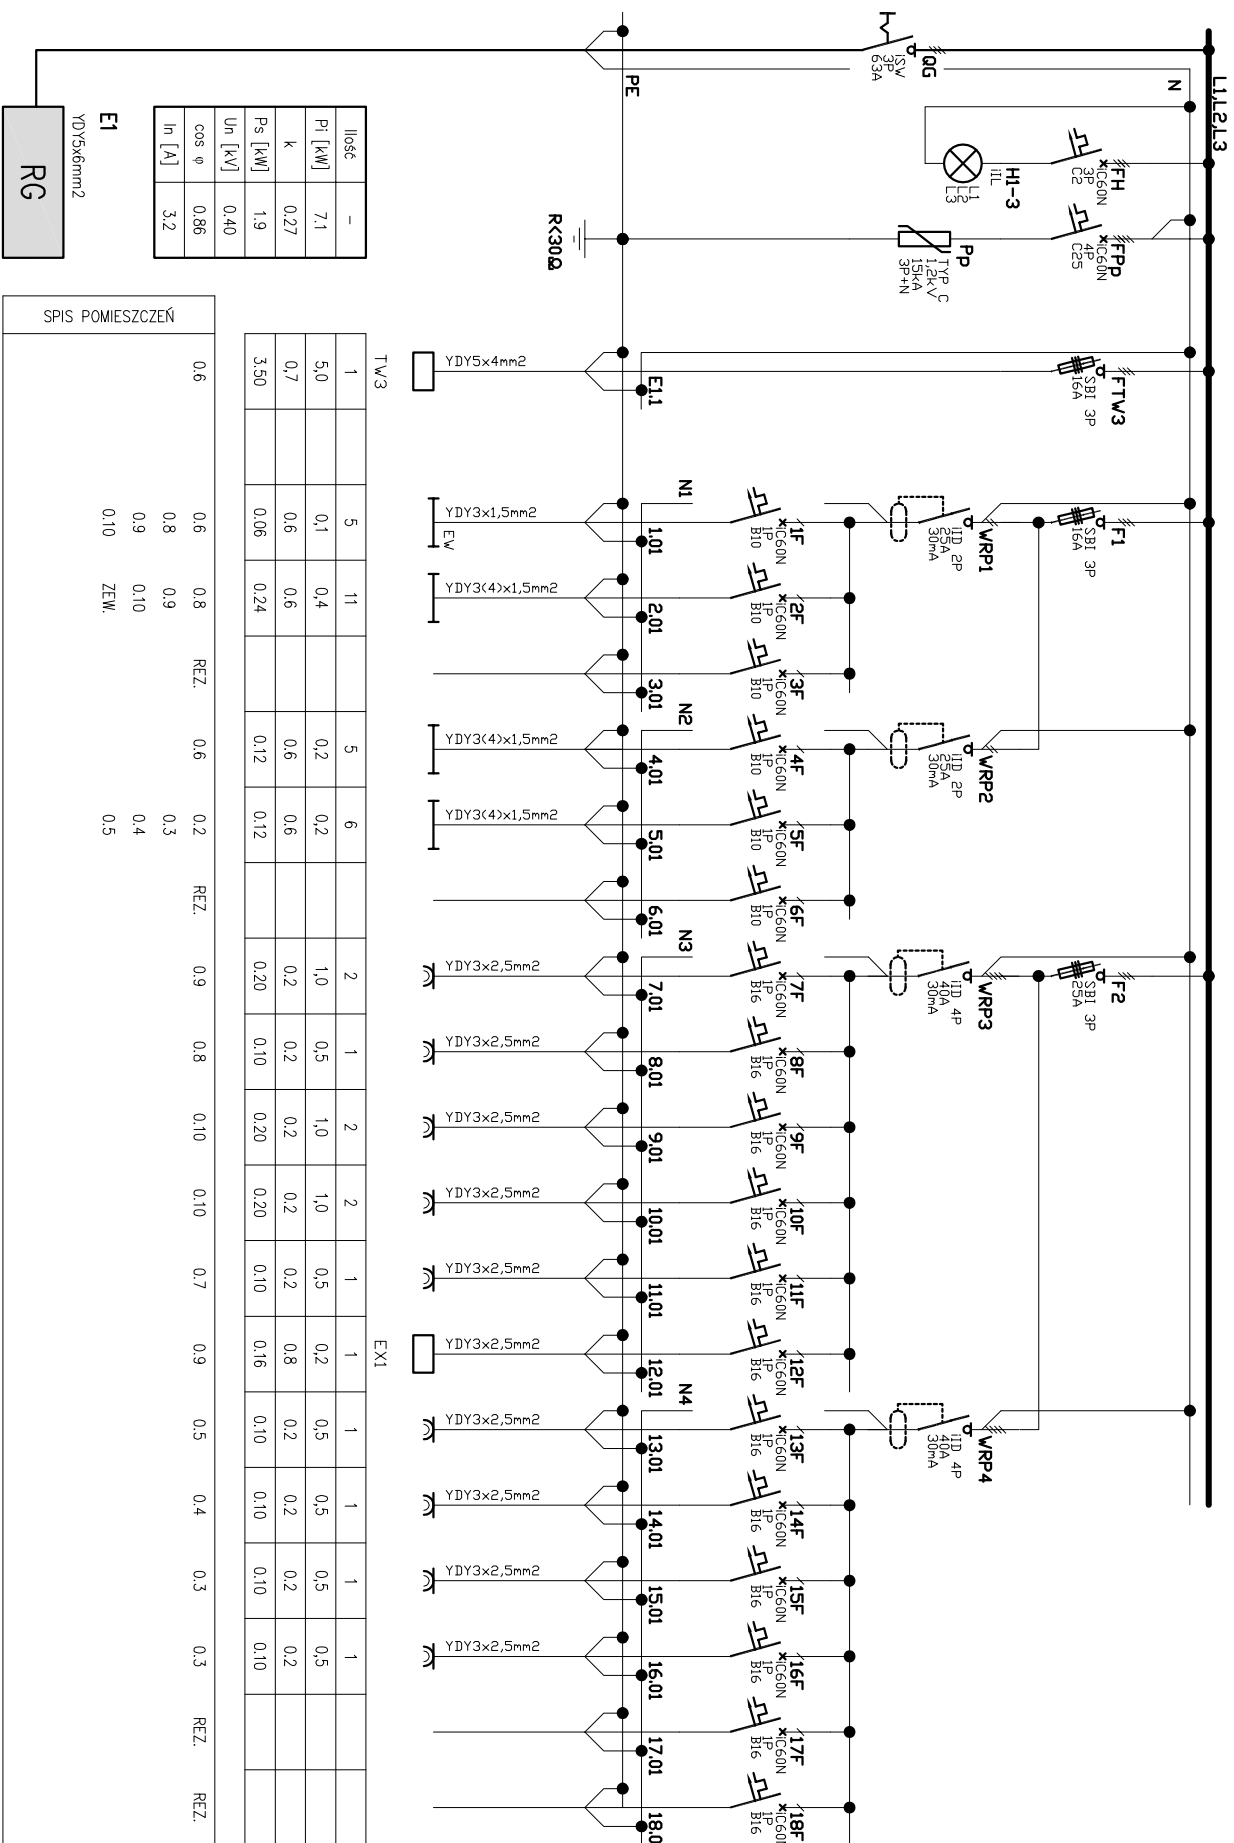 L1,L2,L3
N
PE
QG
iSW
3P
63A
FH
iC60N
3P
C2
H1-3
iIL
L1
L2
L3
FPp
iC60N
4P
C25
Pp
TYP C
1,2kV
15kA
3P+N
R<30Ω
FTW3
SBI 3P
16A
F1
SBI 3P
16A
F2
SBI 3P
25A
WRP1
iID 2P
25A
30mA
WRP2
iID 2P
25A
30mA
WRP3
iID 4P
40A
30mA
WRP4
iID 4P
40A
30mA
1F
iC60N
1P
B10
2F
iC60N
1P
B10
3F
iC60N
1P
B10
4F
iC60N
1P
B10
5F
iC60N
1P
B10
6F
iC60N
1P
B10
7F
iC60N
1P
B16
8F
iC60N
1P
B16
9F
iC60N
1P
B16
10F
iC60N
1P
B16
11F
iC60N
1P
B16
12F
iC60N
1P
B16
13F
iC60N
1P
B16
14F
iC60N
1P
B16
15F
iC60N
1P
B16
16F
iC60N
1P
B16
17F
iC60N
1P
B16
18F
iC60N
1P
B16
N1
N2
N3
N4
E1.1
1.01
2.01
3.01
4.01
5.01
6.01
7.01
8.01
9.01
10.01
11.01
12.01
13.01
14.01
15.01
16.01
17.01
18.0
YDY5x4mm2
YDY3x1,5mm2
EW
YDY3(4)x1,5mm2
YDY3(4)x1,5mm2
YDY3(4)x1,5mm2
YDY3x2,5mm2
YDY3x2,5mm2
YDY3x2,5mm2
YDY3x2,5mm2
YDY3x2,5mm2
YDY3x2,5mm2
YDY3x2,5mm2
YDY3x2,5mm2
YDY3x2,5mm2
YDY3x2,5mm2
TW3
EX1
Ilość - 1 5 11 5 6 2 1 2 2 1 1 1 1 1 1
Pi [kW] 7.1 5,0 0,1 0,4 0,2 0,2 1,0 0,5 1,0 1,0 0,5 0,2 0,5 0,5 0,5 0,5
k 0.27 0,7 0.6 0.6 0.6 0.6 0.2 0.2 0.2 0.2 0.2 0.8 0.2 0.2 0.2 0.2
Ps [kW] 1.9 3.50 0.06 0.24 0.12 0.12 0.20 0.10 0.20 0.20 0.10 0.16 0.10 0.10 0.10 0.10
Un [kV] 0.40
cos φ 0.86
In [A] 3.2
E1
YDY5x6mm2
RG
SPIS POMIESZCZEŃ
0.6 0.6 0.8 REZ. 0.6 0.2 REZ. 0.9 0.8 0.10 0.10 0.7 0.9 0.5 0.4 0.3 0.3 REZ. REZ.
0.8 0.9 0.3
0.9 0.10 0.4
0.10 ZEW. 0.5